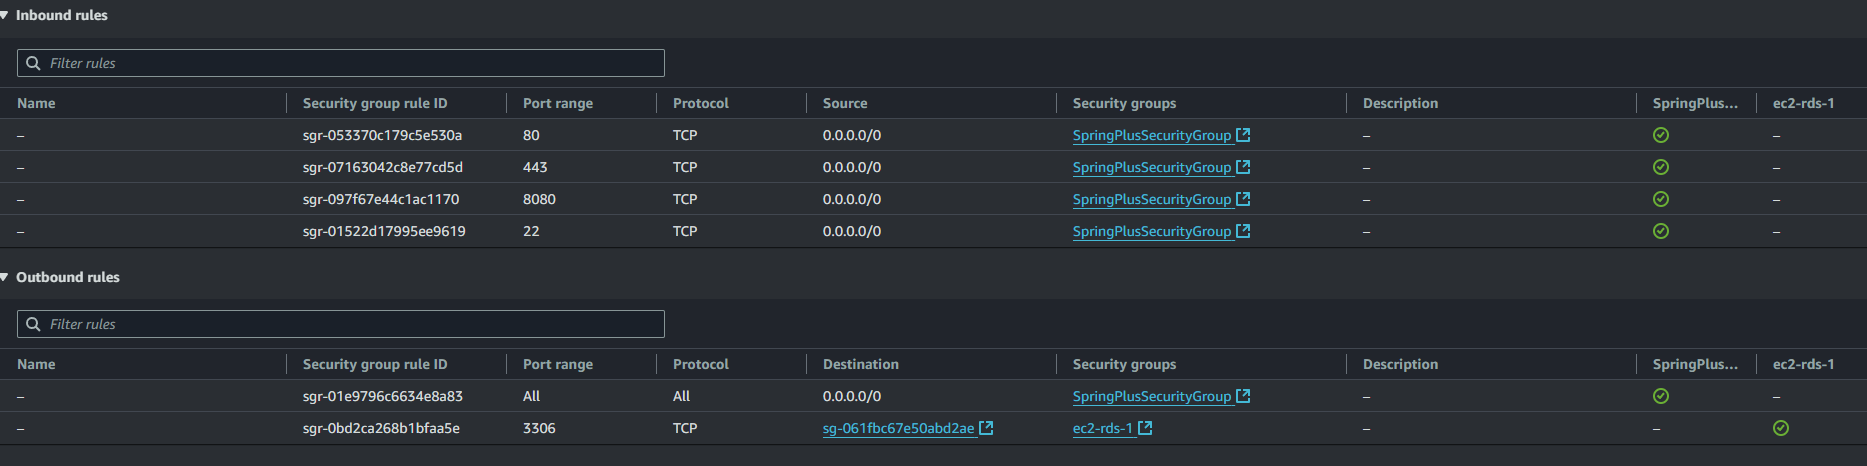 Inbound rules
Filter rules
Name Security group rule ID Port range Protocol Source Security groups Description SpringPlus... ec2-rds-1
– sgr-053370c179c5e530a 80 TCP 0.0.0.0/0 SpringPlusSecurityGroup – –
– sgr-07163042c8e77cd5d 443 TCP 0.0.0.0/0 SpringPlusSecurityGroup – –
– sgr-097f67e44c1ac1170 8080 TCP 0.0.0.0/0 SpringPlusSecurityGroup – –
– sgr-01522d17995ee9619 22 TCP 0.0.0.0/0 SpringPlusSecurityGroup – –
Outbound rules
Filter rules
Name Security group rule ID Port range Protocol Destination Security groups Description SpringPlus... ec2-rds-1
– sgr-01e9796c6634e8a83 All All 0.0.0.0/0 SpringPlusSecurityGroup – –
– sgr-0bd2ca268b1bfaa5e 3306 TCP sg-061fbc67e50abd2ae ec2-rds-1 – –